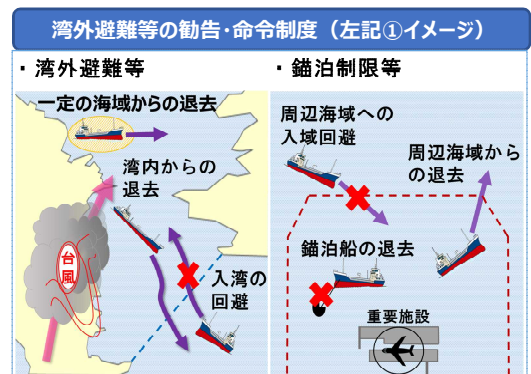 湾外避難等の勧告・命令制度（左記①イメージ）
・湾外避難等
一定の海域からの退去
湾内からの
退去
台風
入湾の
回避
・錨泊制限等
周辺海域への
入域回避
周辺海域から
の退去
錨泊船の退去
重要施設